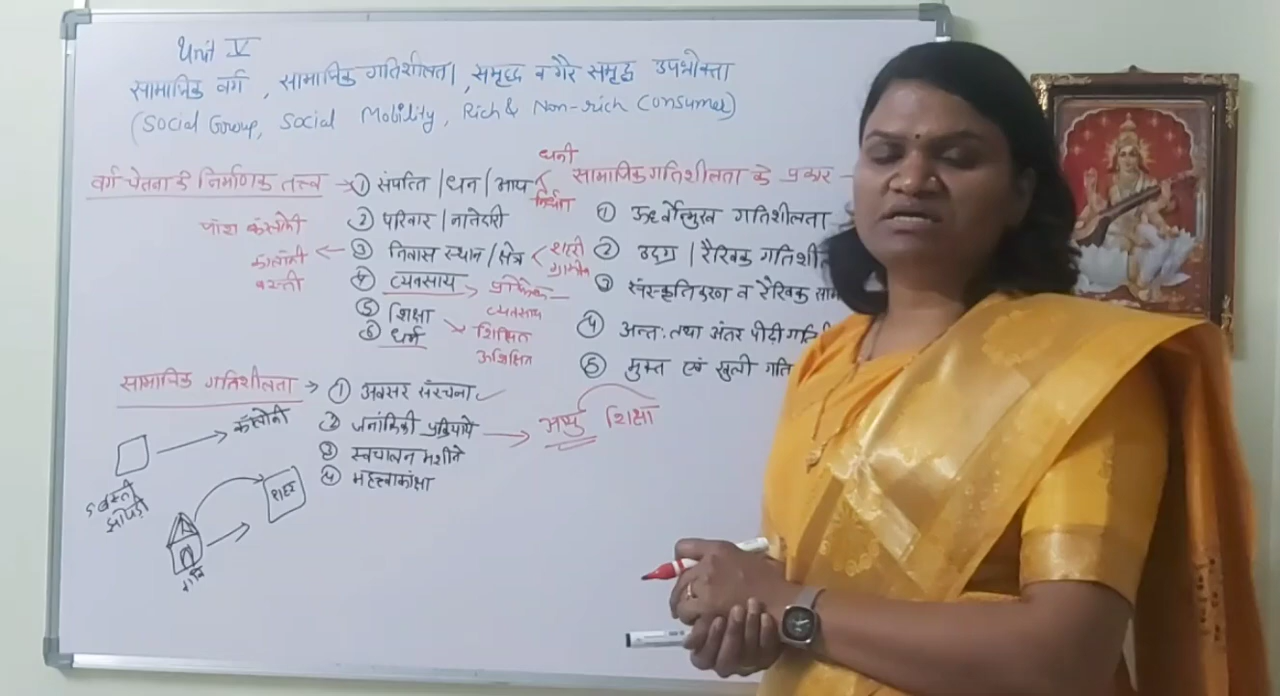 Unit V
सामाजिक वर्ग , सामाजिक गतिशीलता , समृद्ध व गैर समृद्ध उपभोक्ता
(Social Group, Social Mobility, Rich & Non-rich Consumer)
वर्ग चेतना के निर्माणक तत्त्व → ① संपत्ति / धन / आय
धनी
निर्धन
② परिवार / नातेदारी
③ निवास स्थान / क्षेत्र
शहरी
ग्रामीण
पॉश कॉलोनी
कालोनी
बस्ती
④ व्यवसाय
व्यवसाय
⑤ शिक्षा
शिक्षित
अशिक्षित
⑥ धर्म
सामाजिक गतिशीलता के प्रकार
① ऊर्ध्वोन्मुख गतिशीलता
② उदग्र / रैखिक गतिशी
③ व रैखिक साम
④ अन्त: तथा अंतर पीढ़ी गति
⑤ मुक्त एवं खुली गति
सामाजिक गतिशीलता → ① अवसर संरचना
② जनांकिकी प्रक्रियाये
③ स्वचालन मशीने
④ महत्त्वाकांक्षा
शिक्षा
कॉलोनी
बस्ती
झोपड़ी
शहर
गांव